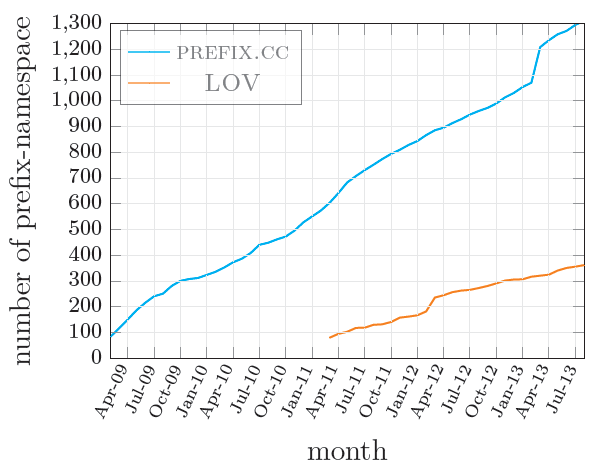 number of prefix-namespace
1,300
1,200
1,100
1,000
900
800
700
600
500
400
300
200
100
0
PREFIX.CC
LOV
Apr-09
Jul-09
Oct-09
Jan-10
Apr-10
Jul-10
Oct-10
Jan-11
Apr-11
Jul-11
Oct-11
Jan-12
Apr-12
Jul-12
Oct-12
Jan-13
Apr-13
Jul-13
month